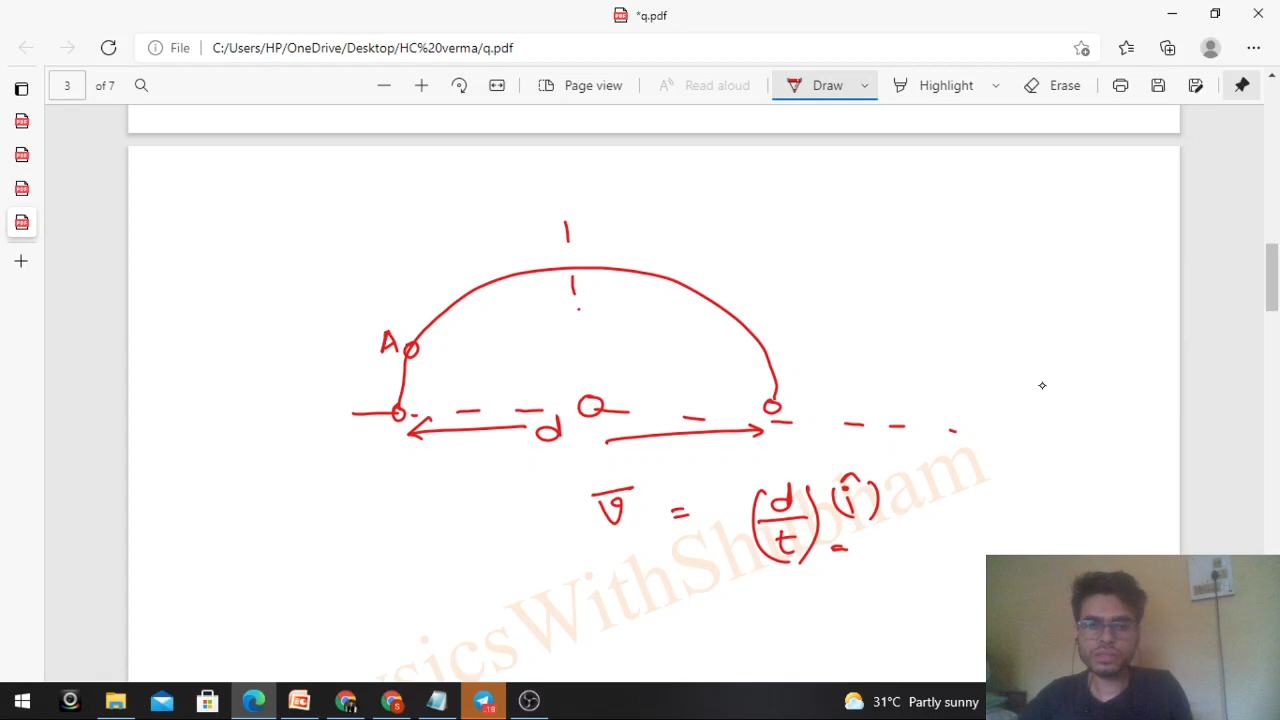 *q.pdf
File C:/Users/HP/OneDrive/Desktop/HC%20verma/q.pdf
3 of 7 Page view Read aloud Draw Highlight Erase
A
d
v̅ = (d/t) (î)
sicsWithShubham
31°C Partly sunny